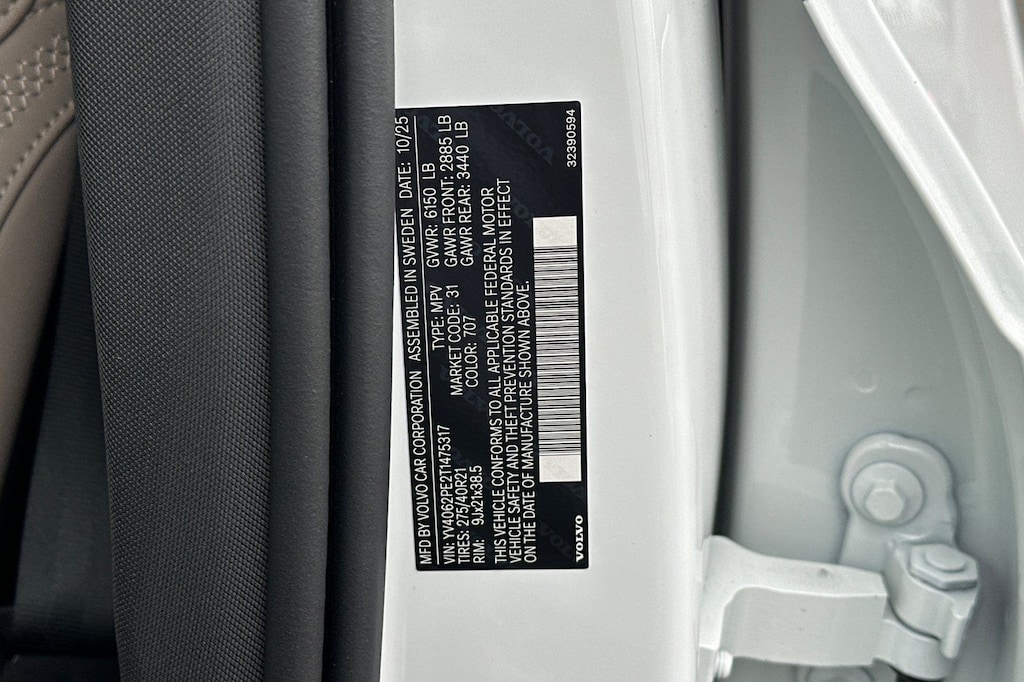 MFD BY VOLVO CAR CORPORATION ASSEMBLED IN SWEDEN DATE: 10/25
VIN: YV4062PE2T1475317 TYPE: MPV GVWR: 6150 LB
TIRES: 275/40R21 MARKET CODE: 31 GAWR FRONT: 2885 LB
RIM: 9Jx21x38.5 COLOR: 707 GAWR REAR: 3440 LB
THIS VEHICLE CONFORMS TO ALL APPLICABLE FEDERAL MOTOR
VEHICLE SAFETY AND THEFT PREVENTION STANDARDS IN EFFECT
ON THE DATE OF MANUFACTURE SHOWN ABOVE.
VOLVO
32390594